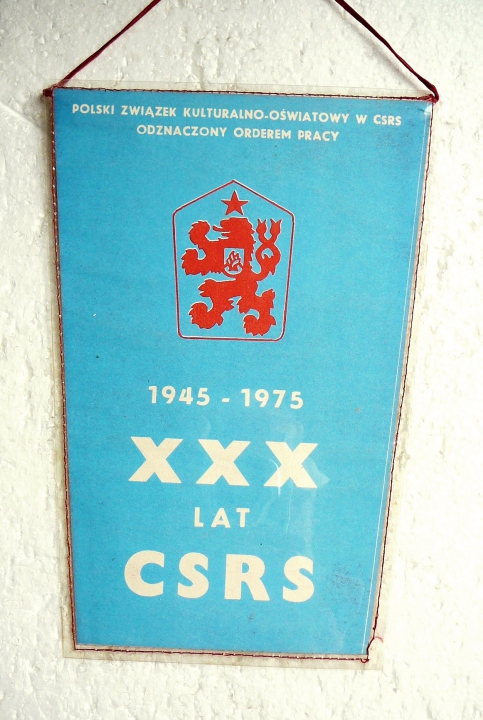 POLSKI ZWIĄZEK KULTURALNO-OŚWIATOWY W CSRS
ODZNACZONY ORDEREM PRACY
1945 - 1975
XXX
LAT
CSRS